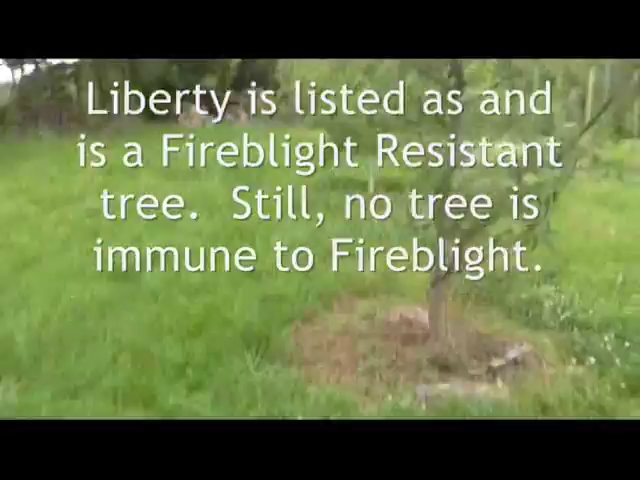 Liberty is listed as and
is a Fireblight Resistant
tree.  Still, no tree is
immune to Fireblight.